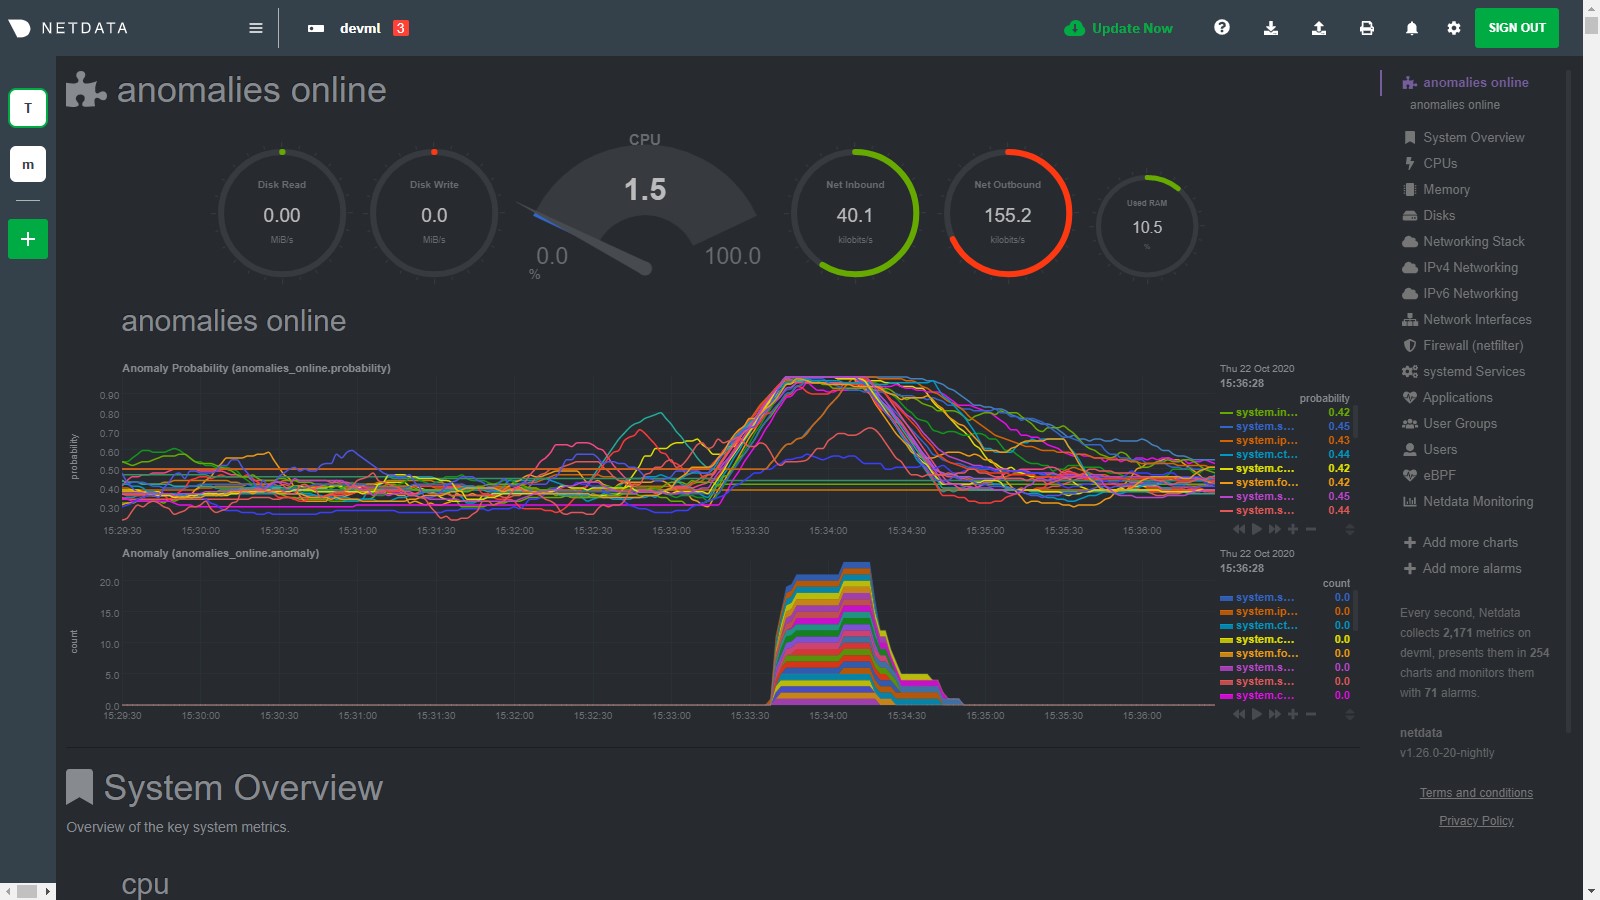 NETDATA
devml 3
Update Now
SIGN OUT
T
m
anomalies online
Disk Read
0.00
MiB/s
Disk Write
0.0
MiB/s
CPU
1.5
0.0
100.0
%
Net Inbound
40.1
kilobits/s
Net Outbound
155.2
kilobits/s
Used RAM
10.5
%
anomalies online
Anomaly Probability (anomalies_online.probability)
probability
0.90
0.80
0.70
0.60
0.50
0.40
0.30
15:29:30 15:30:00 15:30:30 15:31:00 15:31:30 15:32:00 15:32:30 15:33:00 15:33:30 15:34:00 15:34:30 15:35:00 15:35:30 15:36:00
Thu 22 Oct 2020
15:36:28
probability
system.in... 0.42
system.s... 0.45
system.ip... 0.43
system.ct... 0.44
system.c... 0.42
system.fo... 0.42
system.s... 0.45
system.s... 0.44
Anomaly (anomalies_online.anomaly)
count
20.0
15.0
10.0
5.0
0.0
15:29:30 15:30:00 15:30:30 15:31:00 15:31:30 15:32:00 15:32:30 15:33:00 15:33:30 15:34:00 15:34:30 15:35:00 15:35:30 15:36:00
Thu 22 Oct 2020
15:36:28
count
system.s... 0.0
system.ip... 0.0
system.ct... 0.0
system.c... 0.0
system.fo... 0.0
system.s... 0.0
system.s... 0.0
system.c... 0.0
System Overview
Overview of the key system metrics.
cpu
anomalies online
anomalies online
System Overview
CPUs
Memory
Disks
Networking Stack
IPv4 Networking
IPv6 Networking
Network Interfaces
Firewall (netfilter)
systemd Services
Applications
User Groups
Users
eBPF
Netdata Monitoring
Add more charts
Add more alarms
Every second, Netdata
collects 2,171 metrics on
devml, presents them in 254
charts and monitors them
with 71 alarms.
netdata
v1.26.0-20-nightly
Terms and conditions
Privacy Policy